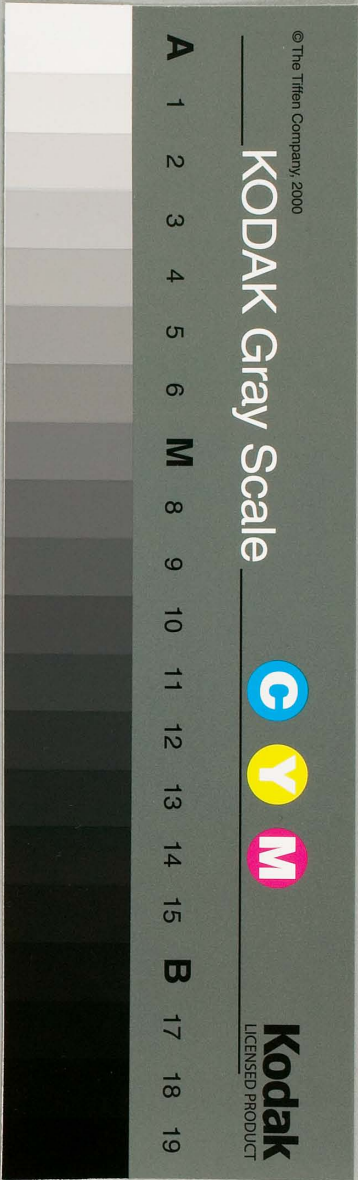 © The Tiffen Company, 2000
KODAK Gray Scale
C Y M
Kodak
LICENSED PRODUCT
A 1 2 3 4 5 6 M 8 9 10 11 12 13 14 15 B 17 18 19